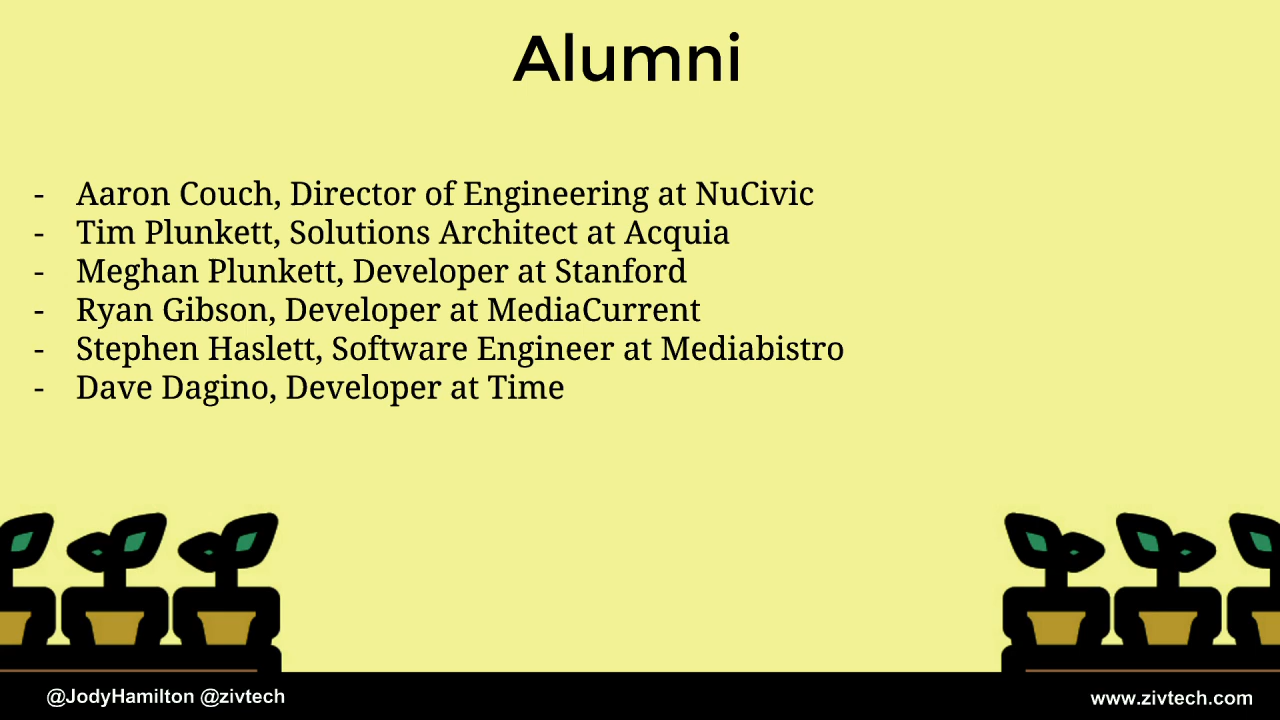 Alumni
- Aaron Couch, Director of Engineering at NuCivic
- Tim Plunkett, Solutions Architect at Acquia
- Meghan Plunkett, Developer at Stanford
- Ryan Gibson, Developer at MediaCurrent
- Stephen Haslett, Software Engineer at Mediabistro
- Dave Dagino, Developer at Time
@JodyHamilton @zivtech
www.zivtech.com